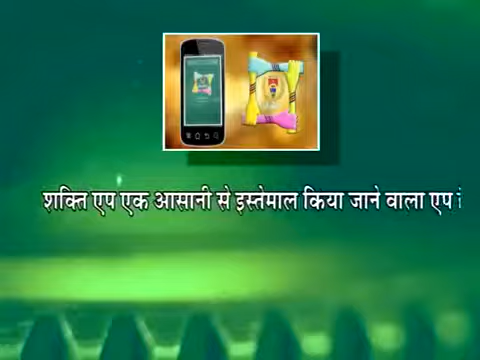 शक्ति एप एक आसानी से इस्तेमाल किया जाने वाला एप